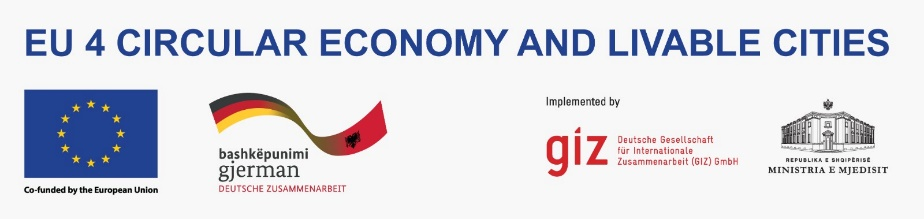 EU 4 CIRCULAR ECONOMY AND LIVABLE CITIES
Co-funded by the European Union
bashkëpunimi
gjerman
DEUTSCHE ZUSAMMENARBEIT
Implemented by
giz
Deutsche Gesellschaft
für Internationale
Zusammenarbeit (GIZ) GmbH
REPUBLIKA E SHQIPËRISË
MINISTRIA E MJEDISIT